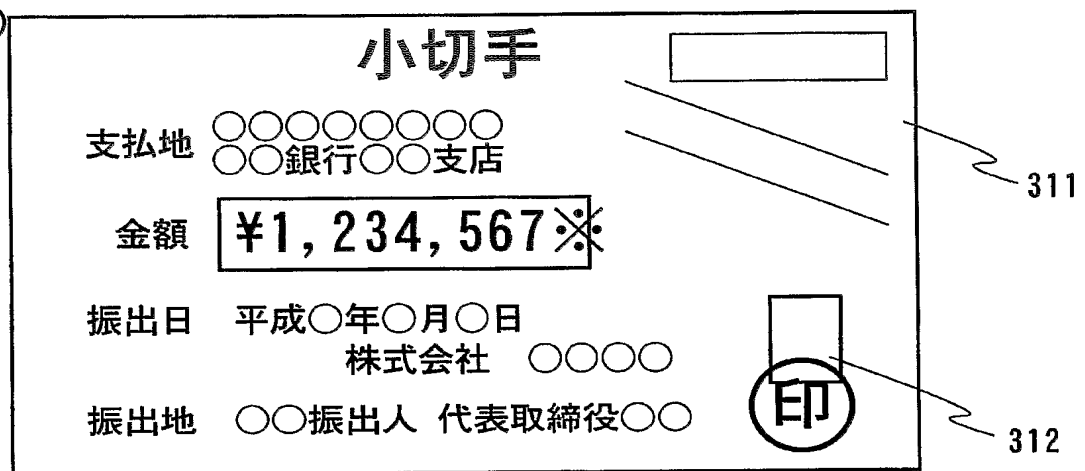 小切手
支払地 ○○○○○○○○
○○銀行○○支店
金額 ¥1,234,567※
振出日 平成○年○月○日
株式会社 ○○○○
振出地 ○○振出人 代表取締役○○
印
311
312